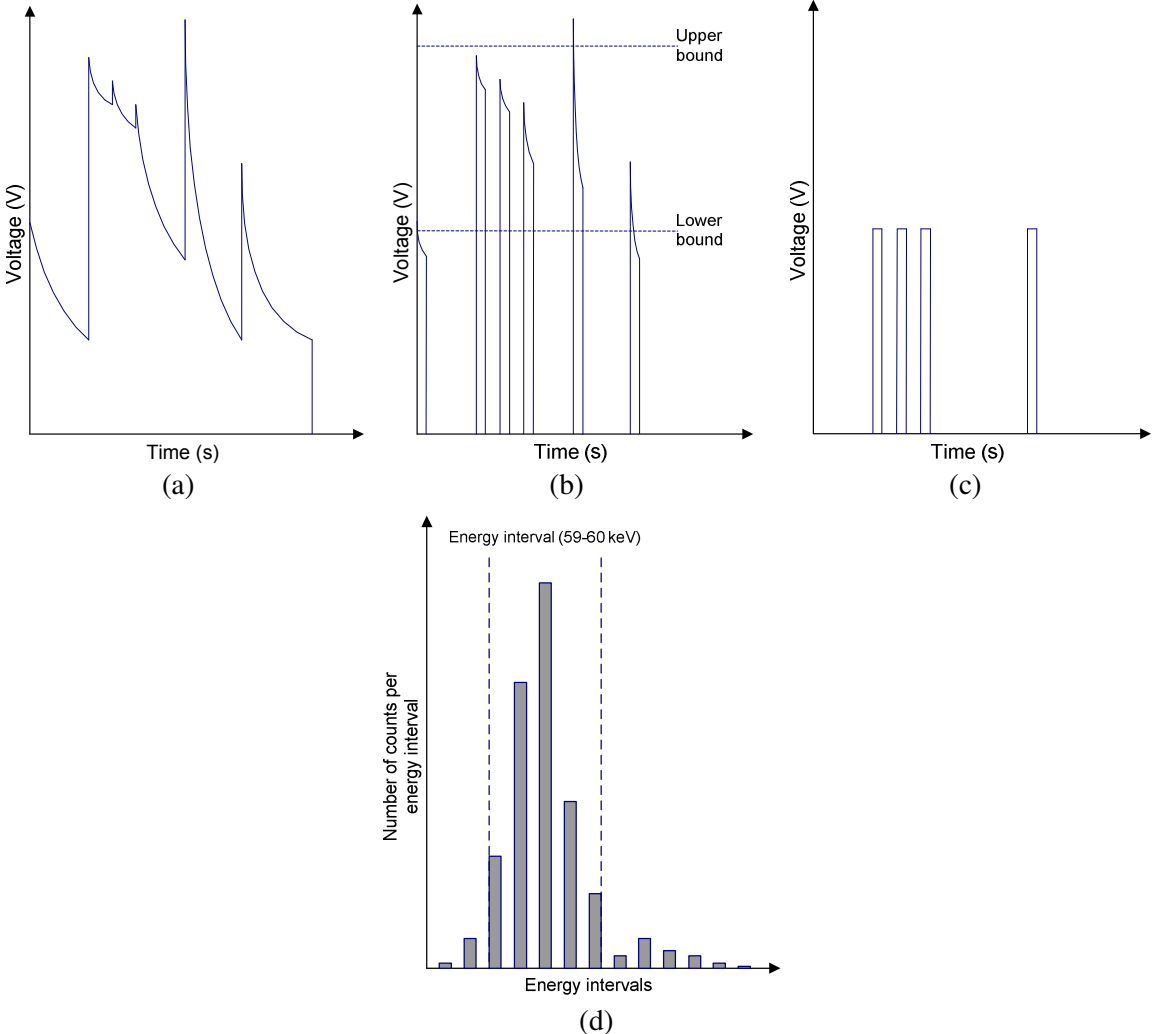 Voltage (V)
Time (s)
(a)
Upper
bound
Lower
bound
Voltage (V)
Time (s)
(b)
Voltage (V)
Time (s)
(c)
Energy interval (59-60 keV)
Number of counts per
energy interval
Energy intervals
(d)